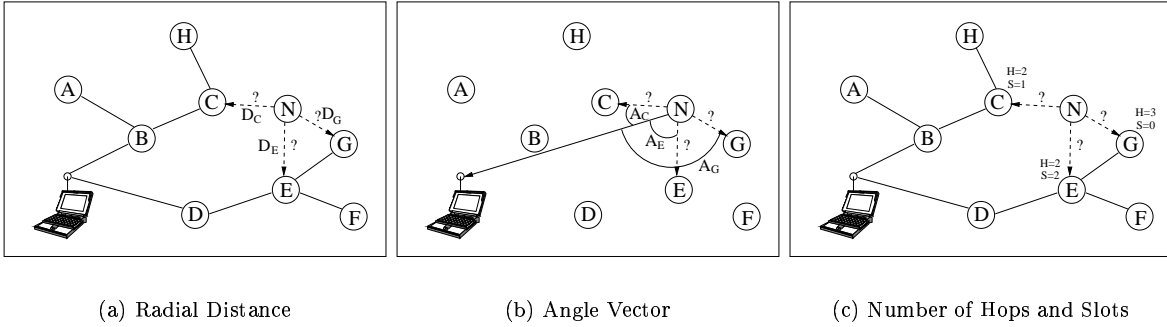 H
A
C
?
N
D_C
?D_G
B
D_E
?
G
E
D
F
(a) Radial Distance
H
A
C
?
N
A_C
?
B
A_E
?
G
A_G
E
D
F
(b) Angle Vector
H
H=2
S=1
C
?
N
?
H=3
S=0
B
?
G
H=2
S=2
E
D
F
(c) Number of Hops and Slots